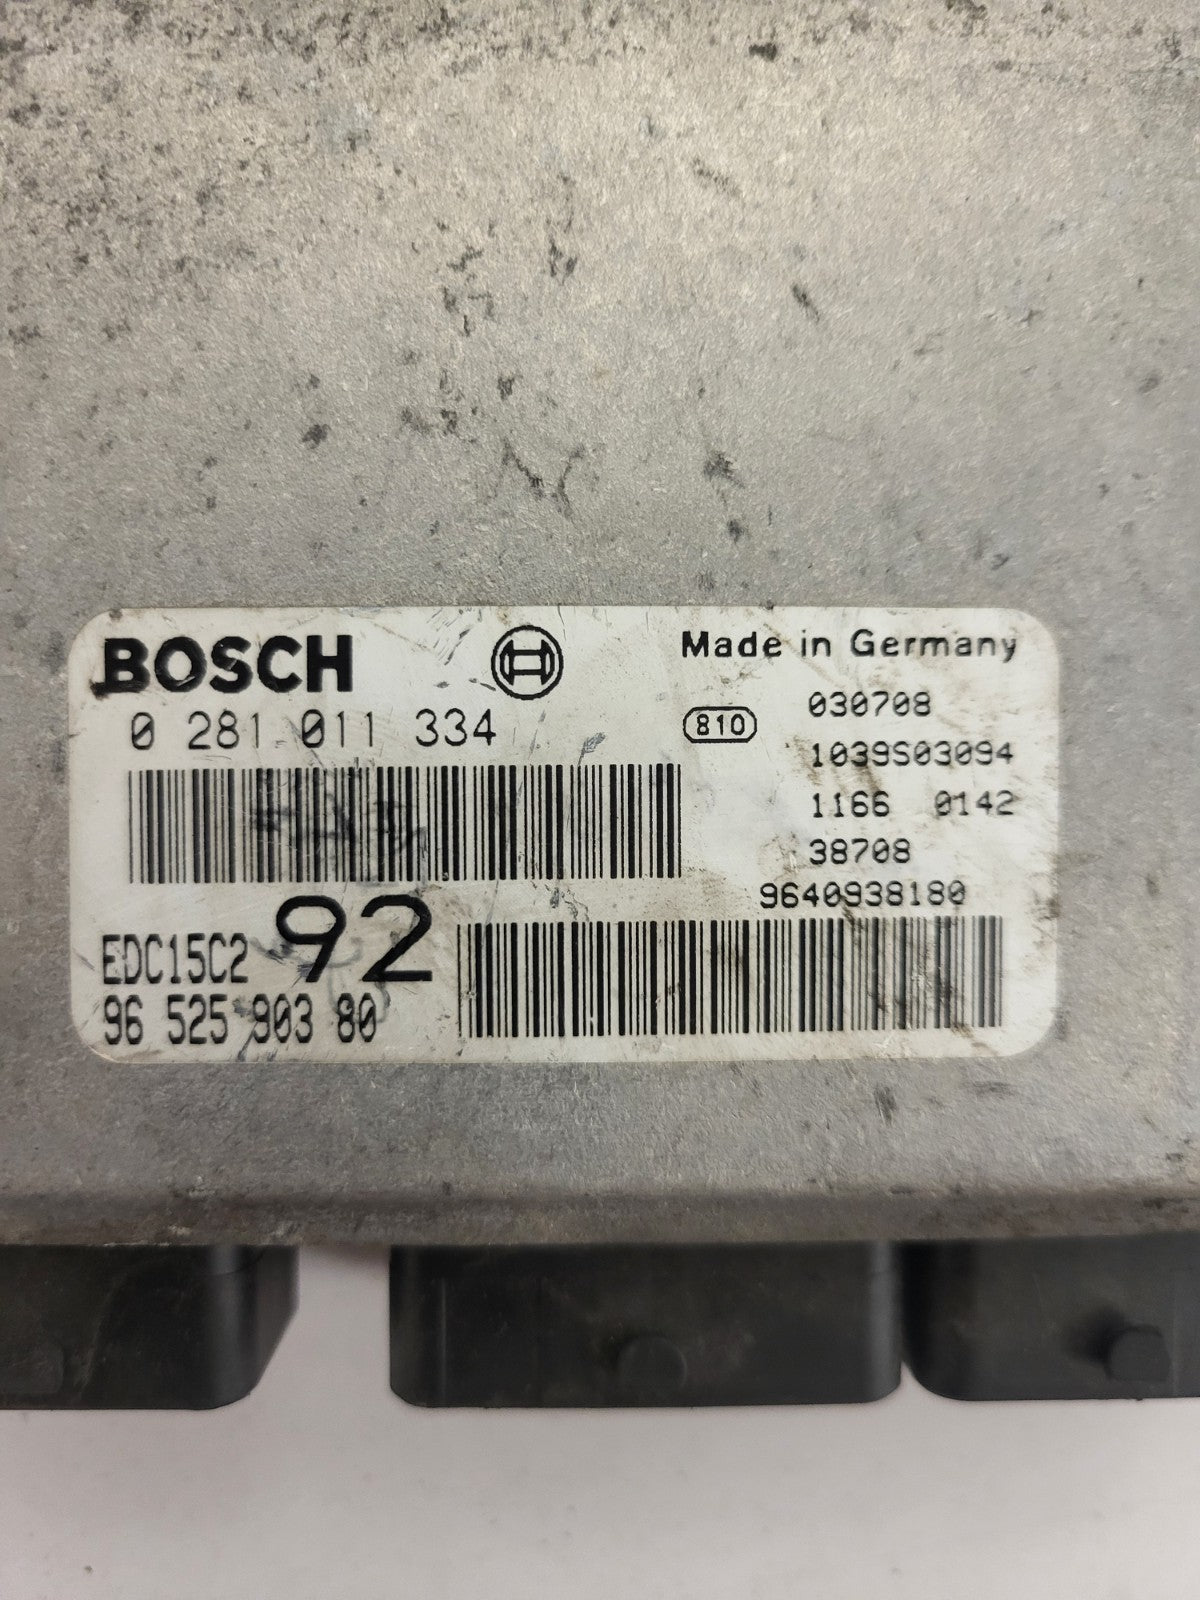 BOSCH
Made in Germany
0 281 011 334
810
030708
1039S03094
1166 0142
38708
9640938180
EDC15C2 92
96 525 903 80